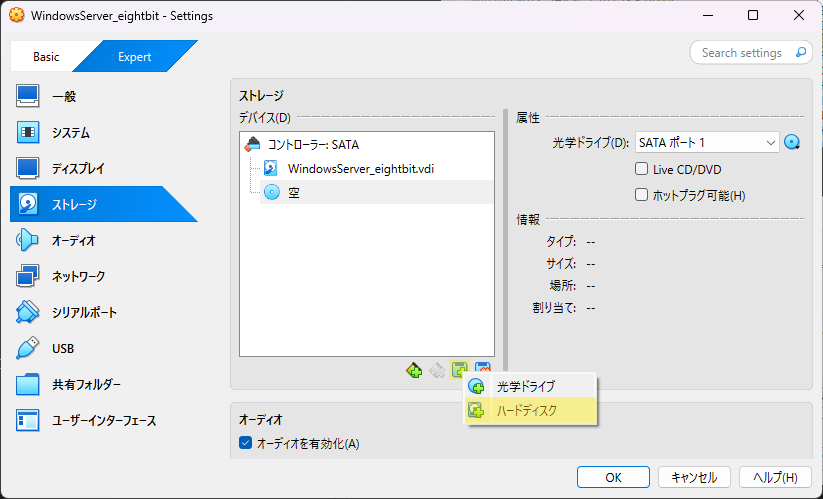 WindowsServer_eightbit - Settings
Basic
Expert
Search settings
一般
システム
ディスプレイ
ストレージ
オーディオ
ネットワーク
シリアルポート
USB
共有フォルダー
ユーザーインターフェース
ストレージ
デバイス(D)
コントローラー: SATA
WindowsServer_eightbit.vdi
空
属性
光学ドライブ(D): SATA ポート 1
Live CD/DVD
ホットプラグ可能(H)
情報
タイプ: --
サイズ: --
場所: --
割り当て: --
光学ドライブ
ハードディスク
オーディオ
オーディオを有効化(A)
OK
キャンセル
ヘルプ(H)